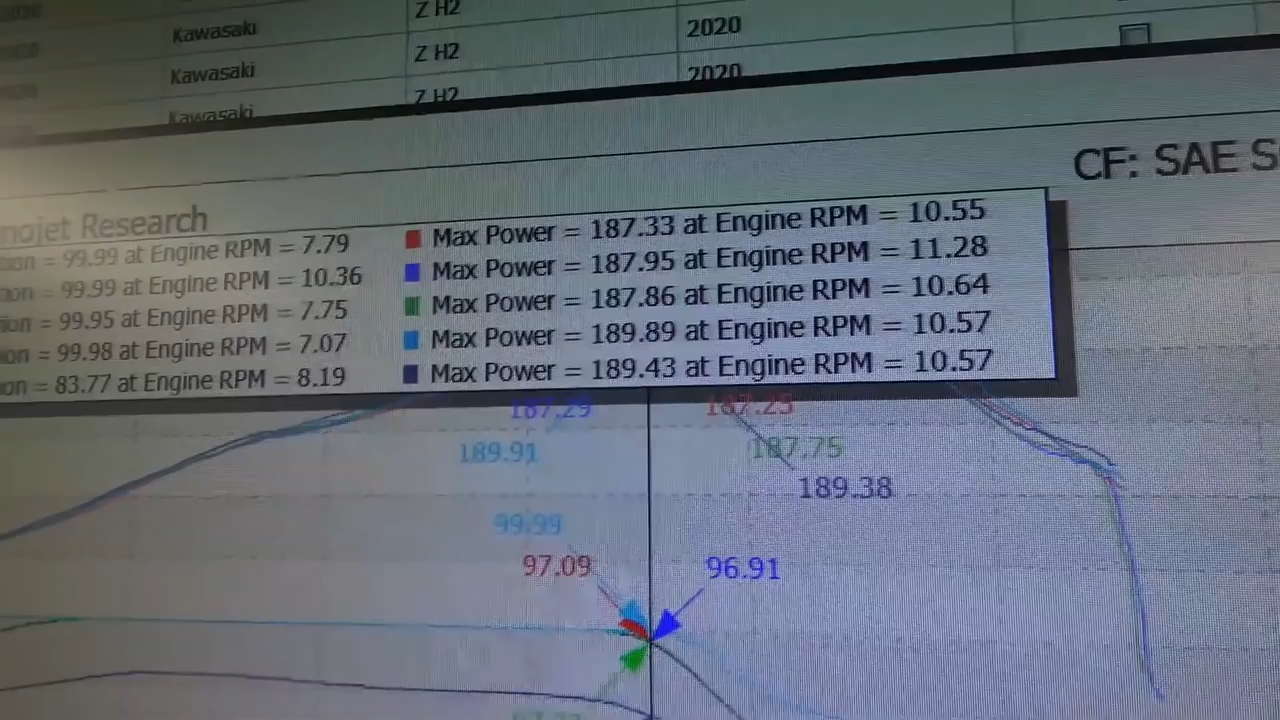 Z H2
Kawasaki Z H2 2020
Kawasaki Z H2 2020
Kawasaki Z H2
CF: SAE
Research
= 99.99 at Engine RPM = 7.79
= 99.99 at Engine RPM = 10.36
= 99.95 at Engine RPM = 7.75
= 99.98 at Engine RPM = 7.07
= 83.77 at Engine RPM = 8.19
Max Power = 187.33 at Engine RPM = 10.55
Max Power = 187.95 at Engine RPM = 11.28
Max Power = 187.86 at Engine RPM = 10.64
Max Power = 189.89 at Engine RPM = 10.57
Max Power = 189.43 at Engine RPM = 10.57
187.29 187.25
189.91 187.75
189.38
99.99
97.09 96.91